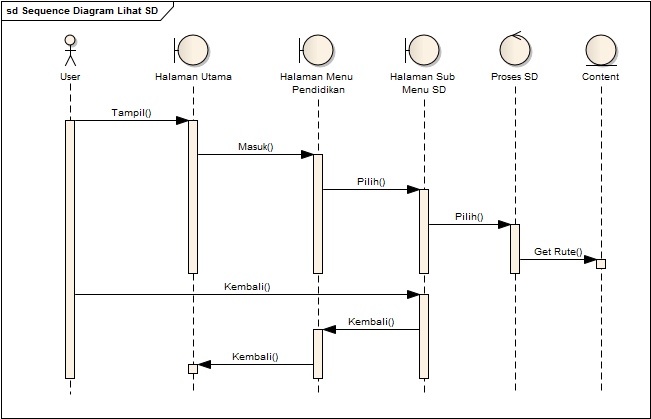 sd Sequence Diagram Lihat SD
User
Halaman Utama
Halaman Menu
Pendidikan
Halaman Sub
Menu SD
Proses SD
Content
Tampil()
Masuk()
Pilih()
Pilih()
Get Rute()
Kembali()
Kembali()
Kembali()